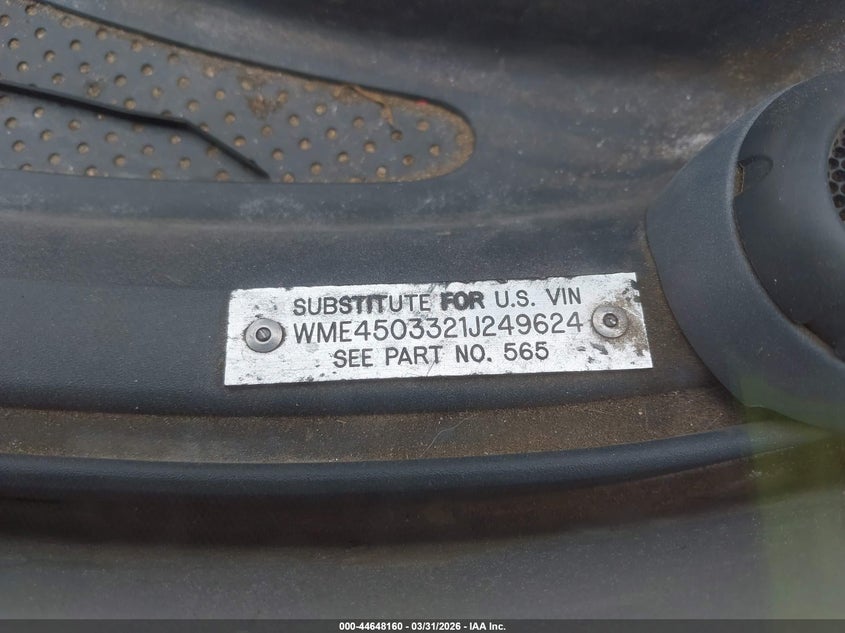 SUBSTITUTE FOR U.S. VIN
WME4503321J249624
SEE PART NO. 565
000-44648160 - 03/31/2026 - IAA Inc.